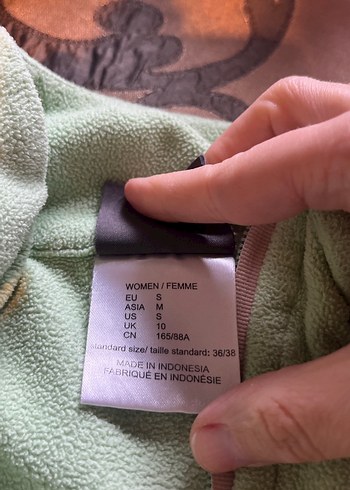 WOMEN / FEMME
EU S
ASIA M
US S
UK 10
CN 165/88A
standard size/ taille standard: 36/38
MADE IN INDONESIA
FABRIQUÉ EN INDONÉSIE